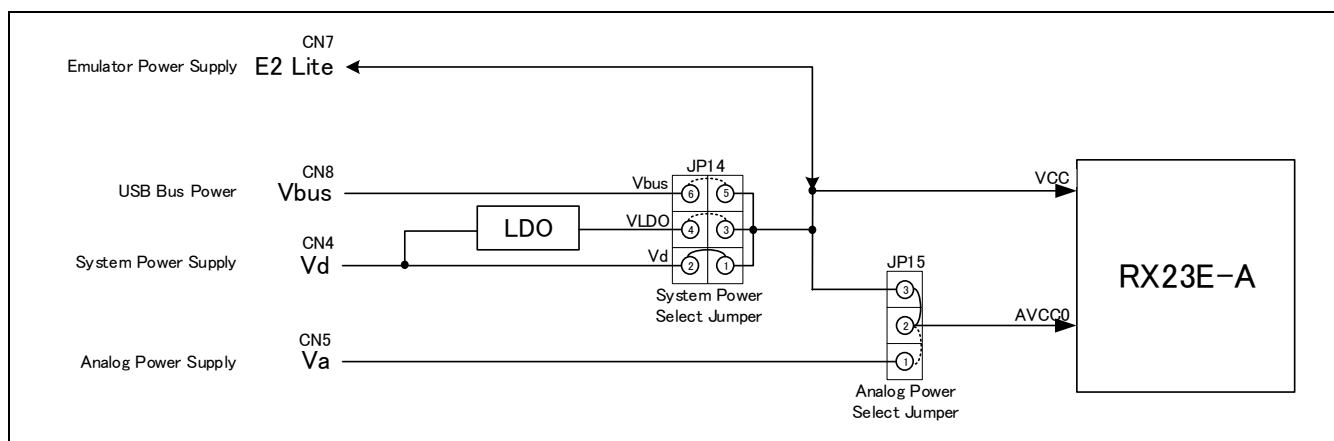 CN7
Emulator Power Supply E2 Lite
CN8
USB Bus Power Vbus
CN4
System Power Supply Vd
CN5
Analog Power Supply Va
LDO
JP14
Vbus 6 5
VLDO 4 3
Vd 2 1
System Power
Select Jumper
JP15
3
2
1
Analog Power
Select Jumper
VCC
AVCC0
RX23E-A